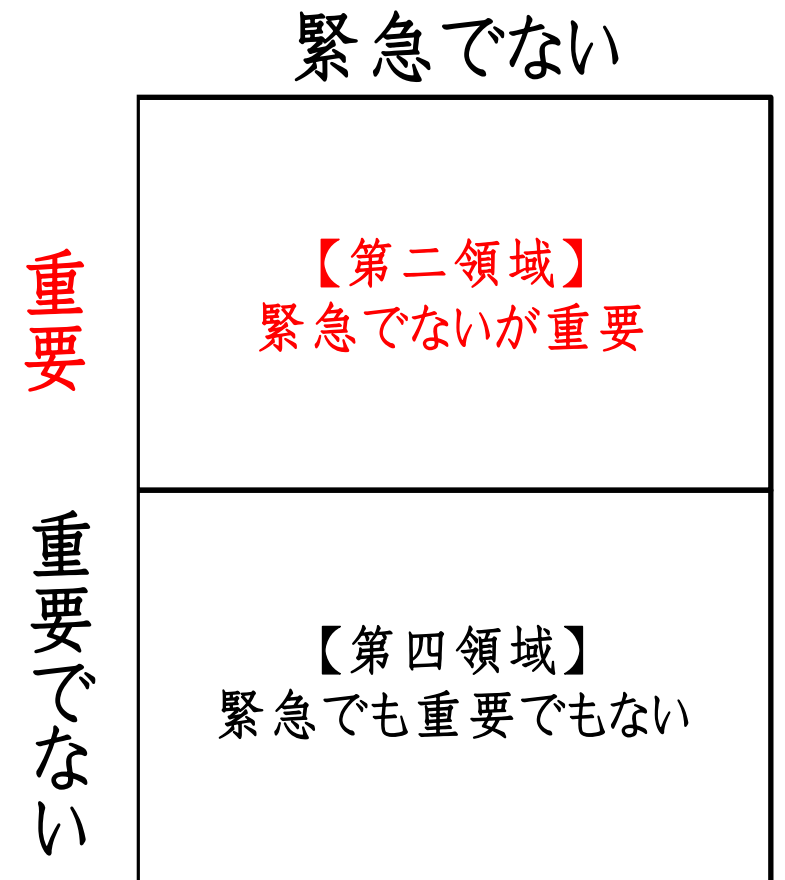 緊急でない
重要
【第二領域】
緊急でないが重要
重要でない
【第四領域】
緊急でも重要でもない